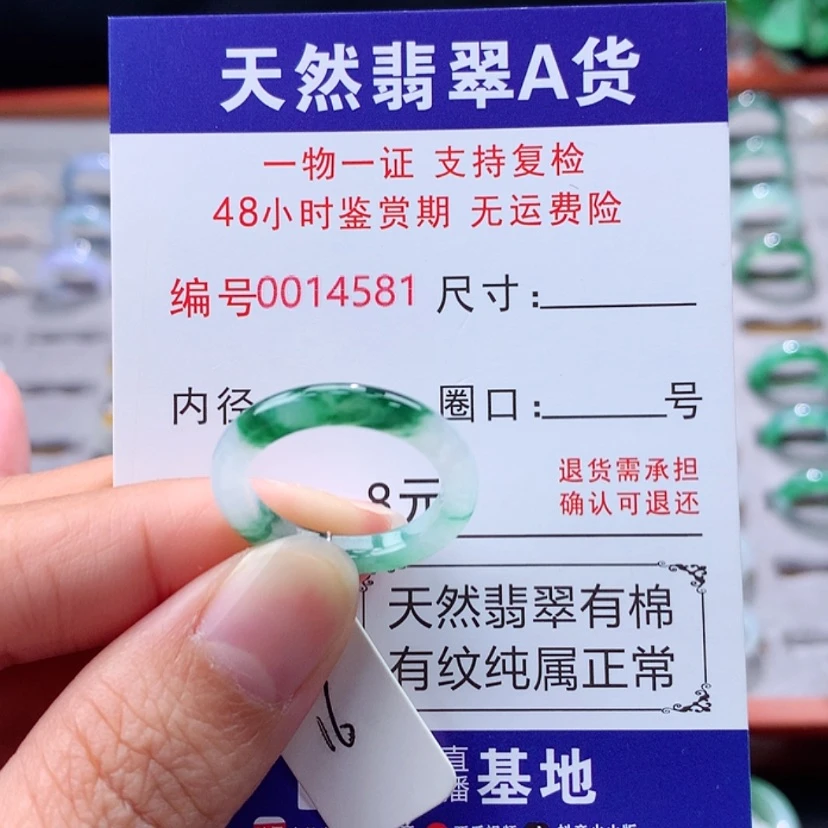 天然翡翠A货
一物一证 支持复检
48小时鉴赏期 无运费险
编号0014581 尺寸:
内径 圈口: 号
8元
退货需承担
确认可退还
天然翡翠有棉
有纹纯属正常
16
直播基地